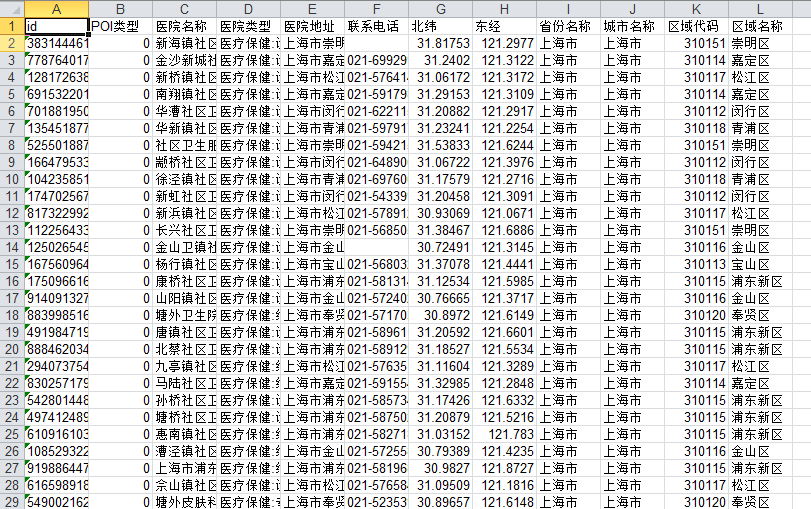 A B C D E F G H I J K L
1 id POI类型 医院名称 医院类型 医院地址 联系电话 北纬 东经 省份名称 城市名称 区域代码 区域名称
2 383144461 0 新海镇社区 医疗保健: 上海市崇明 31.81753 121.2977 上海市 上海市 310151 崇明区
3 778764017 0 金沙新城社 医疗保健: 上海市嘉定 021-69929 31.2402 121.3122 上海市 上海市 310114 嘉定区
4 128172638 0 新桥镇社区 医疗保健: 上海市松江 021-57641 31.06172 121.3172 上海市 上海市 310117 松江区
5 691532201 0 南翔镇社区 医疗保健: 上海市嘉定 021-59179 31.29153 121.3109 上海市 上海市 310114 嘉定区
6 701881950 0 华漕社区卫 医疗保健: 上海市闵行 021-62211 31.20882 121.2917 上海市 上海市 310112 闵行区
7 135451877 0 华新镇社区 医疗保健: 上海市青浦 021-59791 31.23241 121.2254 上海市 上海市 310118 青浦区
8 525501887 0 社区卫生服 医疗保健: 上海市崇明 021-59421 31.53833 121.6244 上海市 上海市 310151 崇明区
9 166479533 0 颛桥社区卫 医疗保健: 上海市闵行 021-64890 31.06722 121.3976 上海市 上海市 310112 闵行区
10 104235851 0 徐泾镇社区 医疗保健: 上海市青浦 021-69760 31.17579 121.2716 上海市 上海市 310118 青浦区
11 174702567 0 新虹社区卫 医疗保健: 上海市闵行 021-54339 31.20458 121.3091 上海市 上海市 310112 闵行区
12 817322992 0 新浜镇社区 医疗保健: 上海市松江 021-57891 30.93069 121.0671 上海市 上海市 310117 松江区
13 112256433 0 长兴社区卫 医疗保健: 上海市崇明 021-56850 31.38467 121.6886 上海市 上海市 310151 崇明区
14 125026545 0 金山卫镇社 医疗保健: 上海市金山 30.72491 121.3145 上海市 上海市 310116 金山区
15 167560964 0 杨行镇社区 医疗保健: 上海市宝山 021-56803 31.37078 121.4441 上海市 上海市 310113 宝山区
16 175096616 0 康桥社区卫 医疗保健: 上海市浦东 021-58131 31.12534 121.5985 上海市 上海市 310115 浦东新区
17 914091327 0 山阳镇社区 医疗保健: 上海市金山 021-57240 30.76665 121.3717 上海市 上海市 310116 金山区
18 883998516 0 塘外卫生院 医疗保健: 上海市奉贤 021-57170 30.8972 121.6149 上海市 上海市 310120 奉贤区
19 491984719 0 唐镇社区卫 医疗保健: 上海市浦东 021-58961 31.20592 121.6601 上海市 上海市 310115 浦东新区
20 888462034 0 北蔡社区卫 医疗保健: 上海市浦东 021-58912 31.18527 121.5534 上海市 上海市 310115 浦东新区
21 294073754 0 九亭镇社区 医疗保健: 上海市松江 021-57635 31.11604 121.3289 上海市 上海市 310117 松江区
22 830257179 0 马陆社区卫 医疗保健: 上海市嘉定 021-59155 31.32985 121.2848 上海市 上海市 310114 嘉定区
23 542801448 0 孙桥社区卫 医疗保健: 上海市浦东 021-58573 31.17426 121.6332 上海市 上海市 310115 浦东新区
24 497412489 0 塘桥社区卫 医疗保健: 上海市浦东 021-58750 31.20879 121.5216 上海市 上海市 310115 浦东新区
25 610916103 0 惠南镇社区 医疗保健: 上海市浦东 021-58271 31.03152 121.783 上海市 上海市 310115 浦东新区
26 108529322 0 漕泾镇社区 医疗保健: 上海市金山 021-57255 30.79389 121.4235 上海市 上海市 310116 金山区
27 919886447 0 上海市浦东 医疗保健: 上海市浦东 021-58196 30.9827 121.8727 上海市 上海市 310115 浦东新区
28 616598918 0 佘山镇社区 医疗保健: 上海市松江 021-57658 31.09509 121.1816 上海市 上海市 310117 松江区
29 549002162 0 塘外皮肤科 医疗保健: 上海市奉贤 021-52353 30.89657 121.6148 上海市 上海市 310120 奉贤区